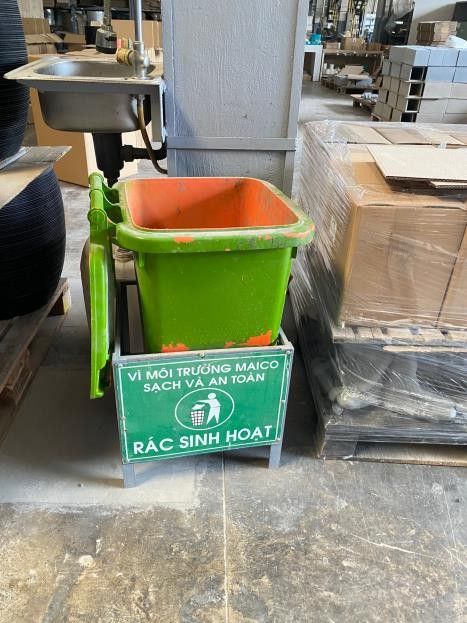 VÌ MÔI TRƯỜNG MAICO
SẠCH VÀ AN TOÀN
RÁC SINH HOẠT